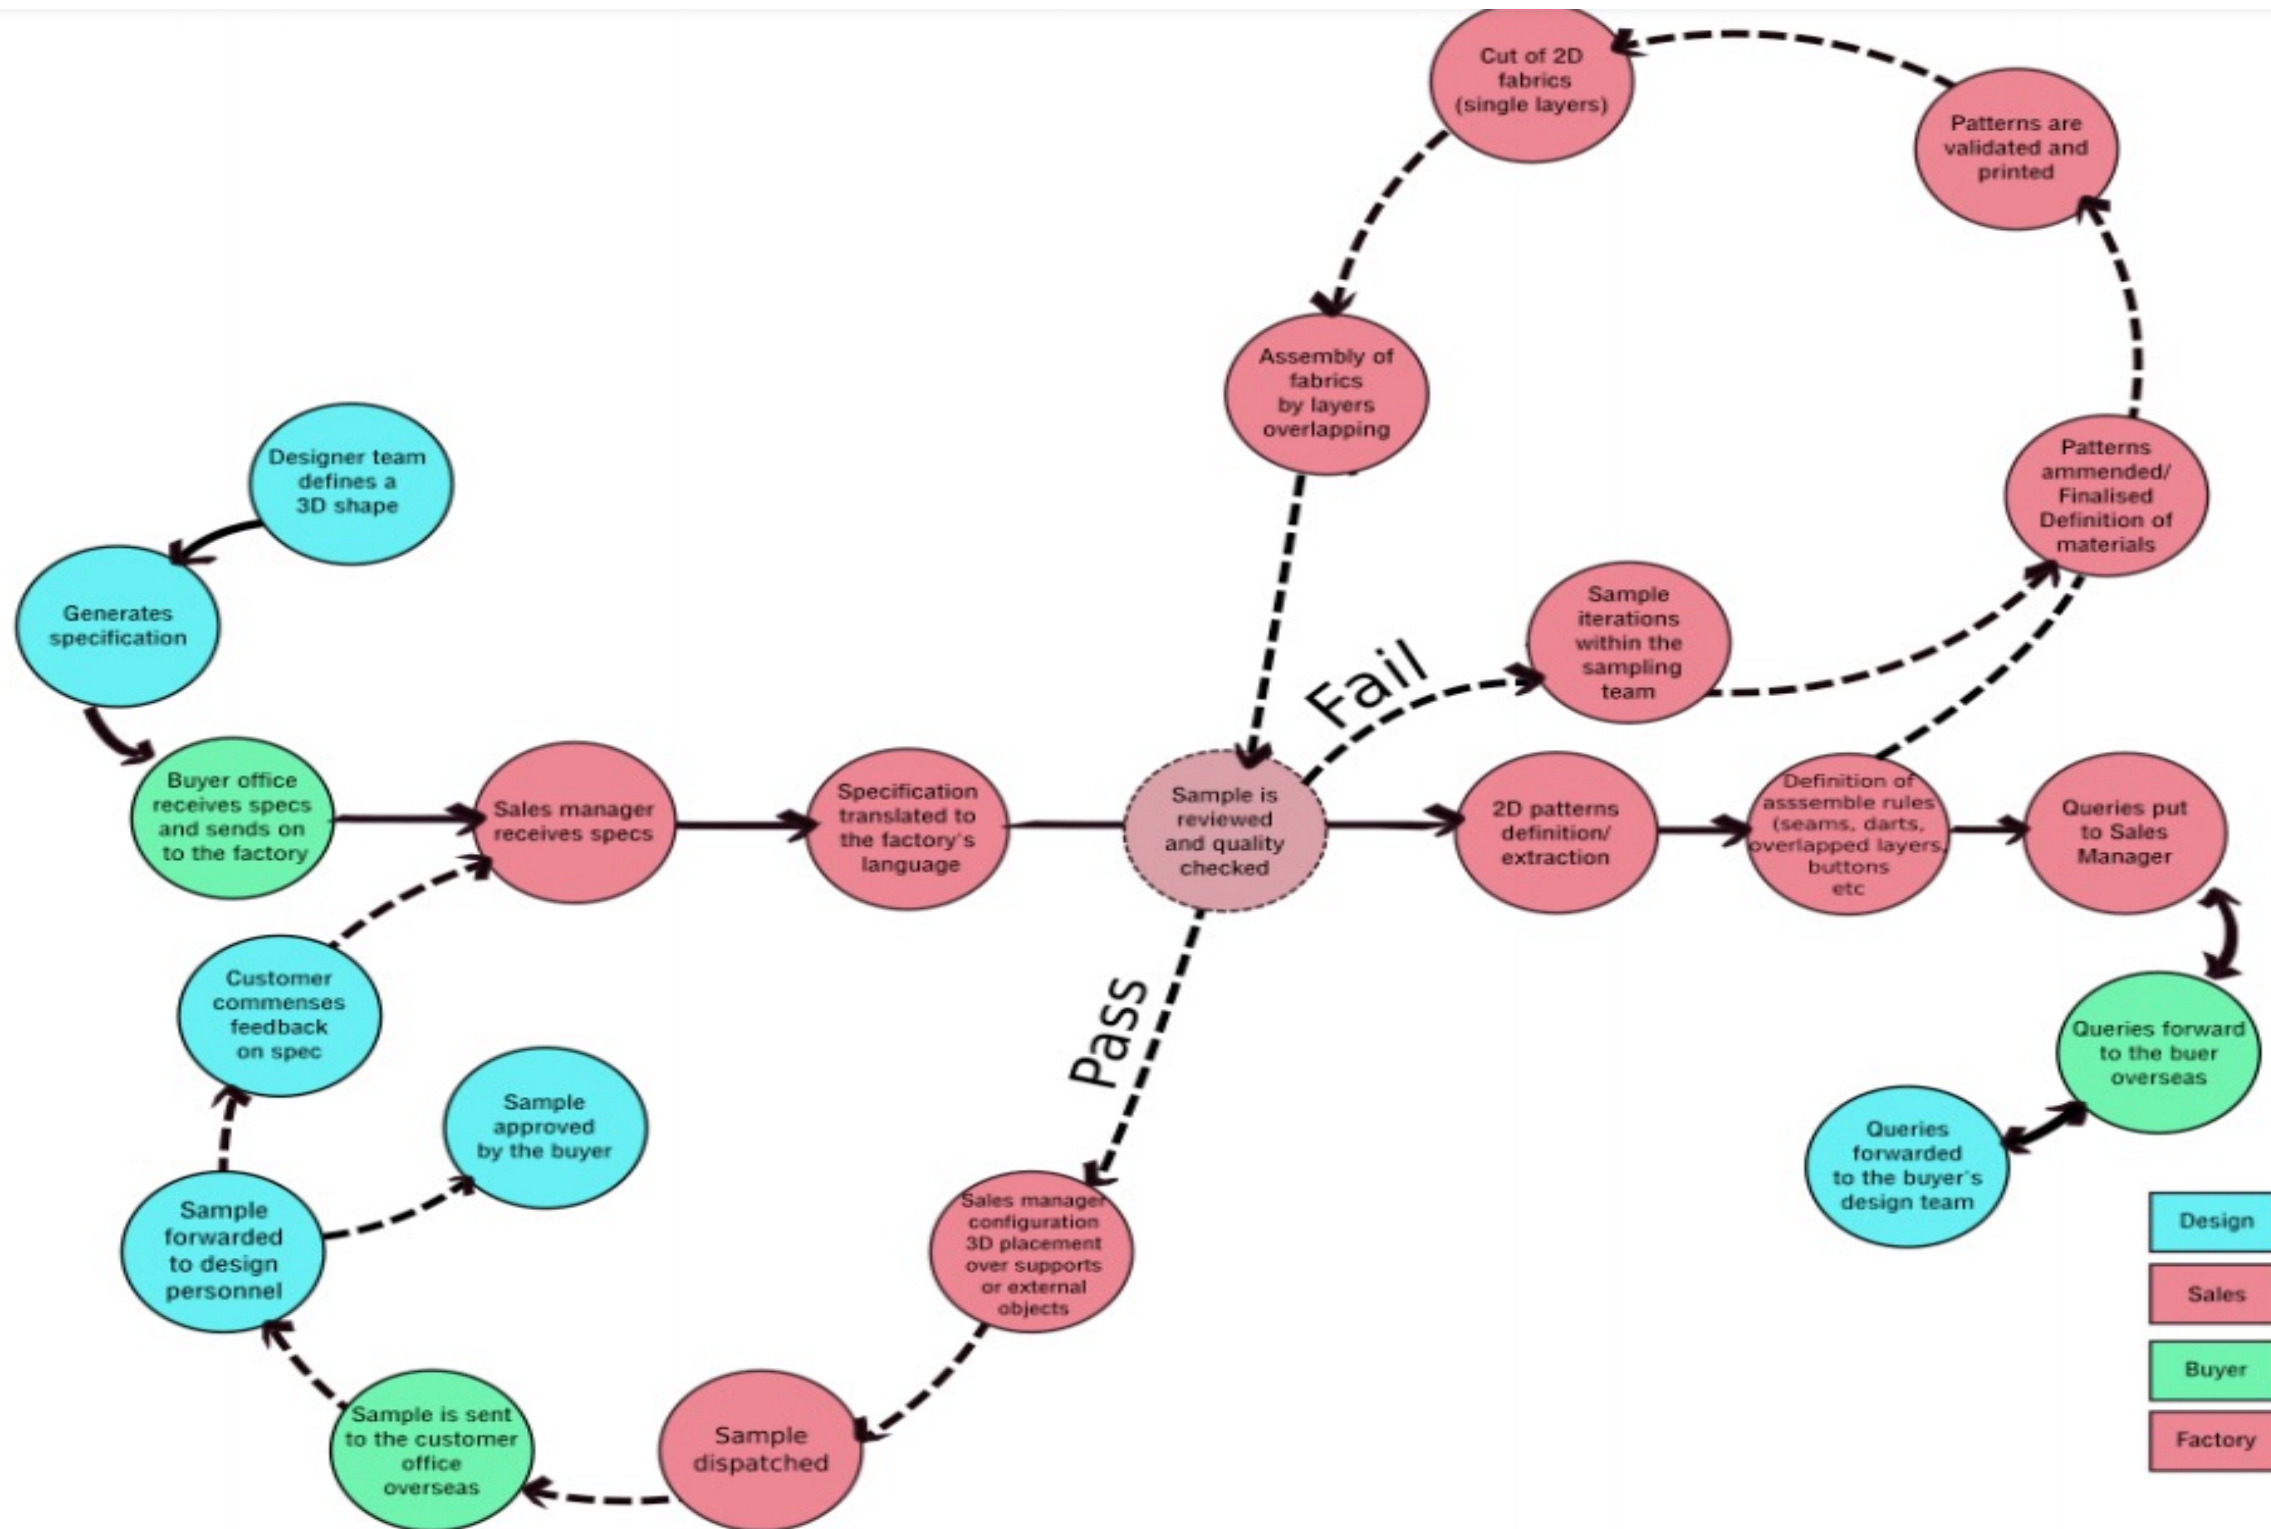 Cut of 2D
fabrics
(single layers)
Patterns are
validated and
printed
Assembly of
fabrics
by layers
overlapping
Patterns
ammended/
Finalised
Definition of
materials
Designer team
defines a
3D shape
Generates
specification
Sample
iterations
within the
sampling
team
Fail
Buyer office
receives specs
and sends on
to the factory
Sales manager
receives specs
Specification
translated to
the factory's
language
Sample is
reviewed
and quality
checked
2D patterns
definition/
extraction
Definition of
asssemble rules
(seams, darts,
overlapped layers,
buttons
etc
Queries put
to Sales
Manager
Customer
commenses
feedback
on spec
Pass
Queries forward
to the buer
overseas
Sample
approved
by the buyer
Queries
forwarded
to the buyer's
design team
Sample
forwarded
to design
personnel
Sales manager
configuration
3D placement
over supports
or external
objects
Sample is sent
to the customer
office
overseas
Sample
dispatched
Design
Sales
Buyer
Factory